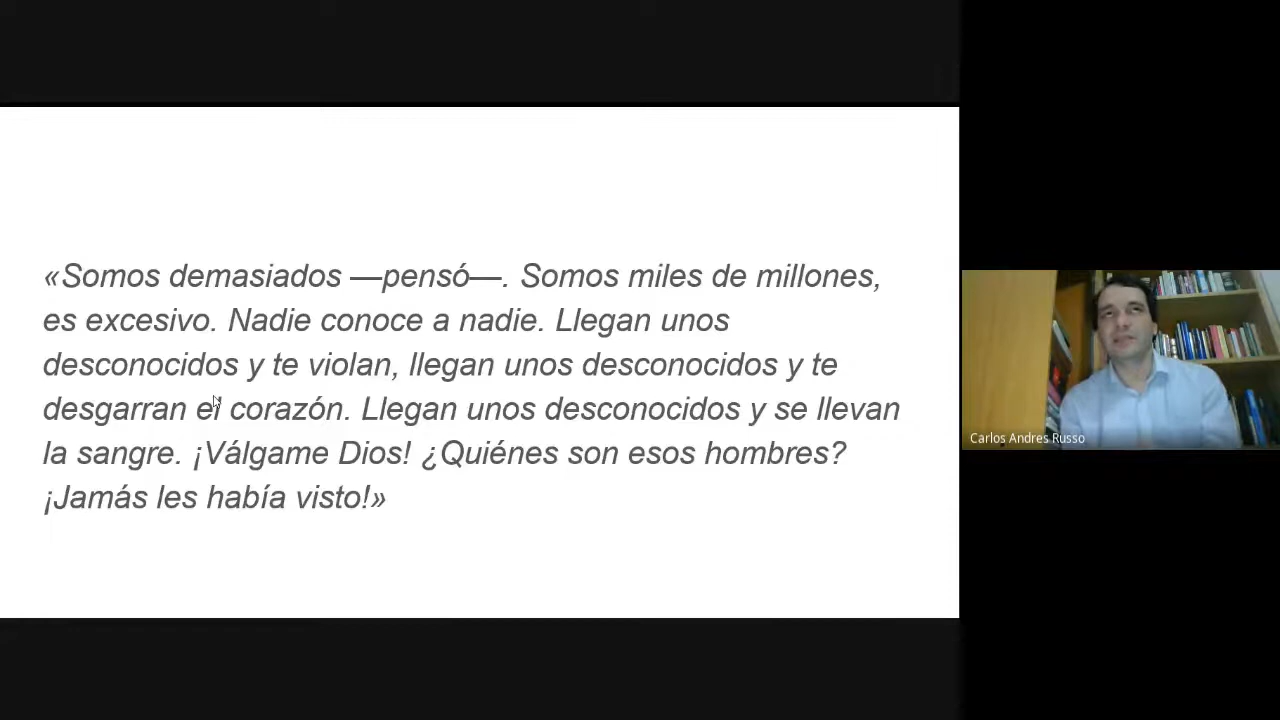 «Somos demasiados —pensó—. Somos miles de millones,
es excesivo. Nadie conoce a nadie. Llegan unos
desconocidos y te violan, llegan unos desconocidos y te
desgarran el corazón. Llegan unos desconocidos y se llevan
la sangre. ¡Válgame Dios! ¿Quiénes son esos hombres?
¡Jamás les había visto!»
Carlos Andres Russo